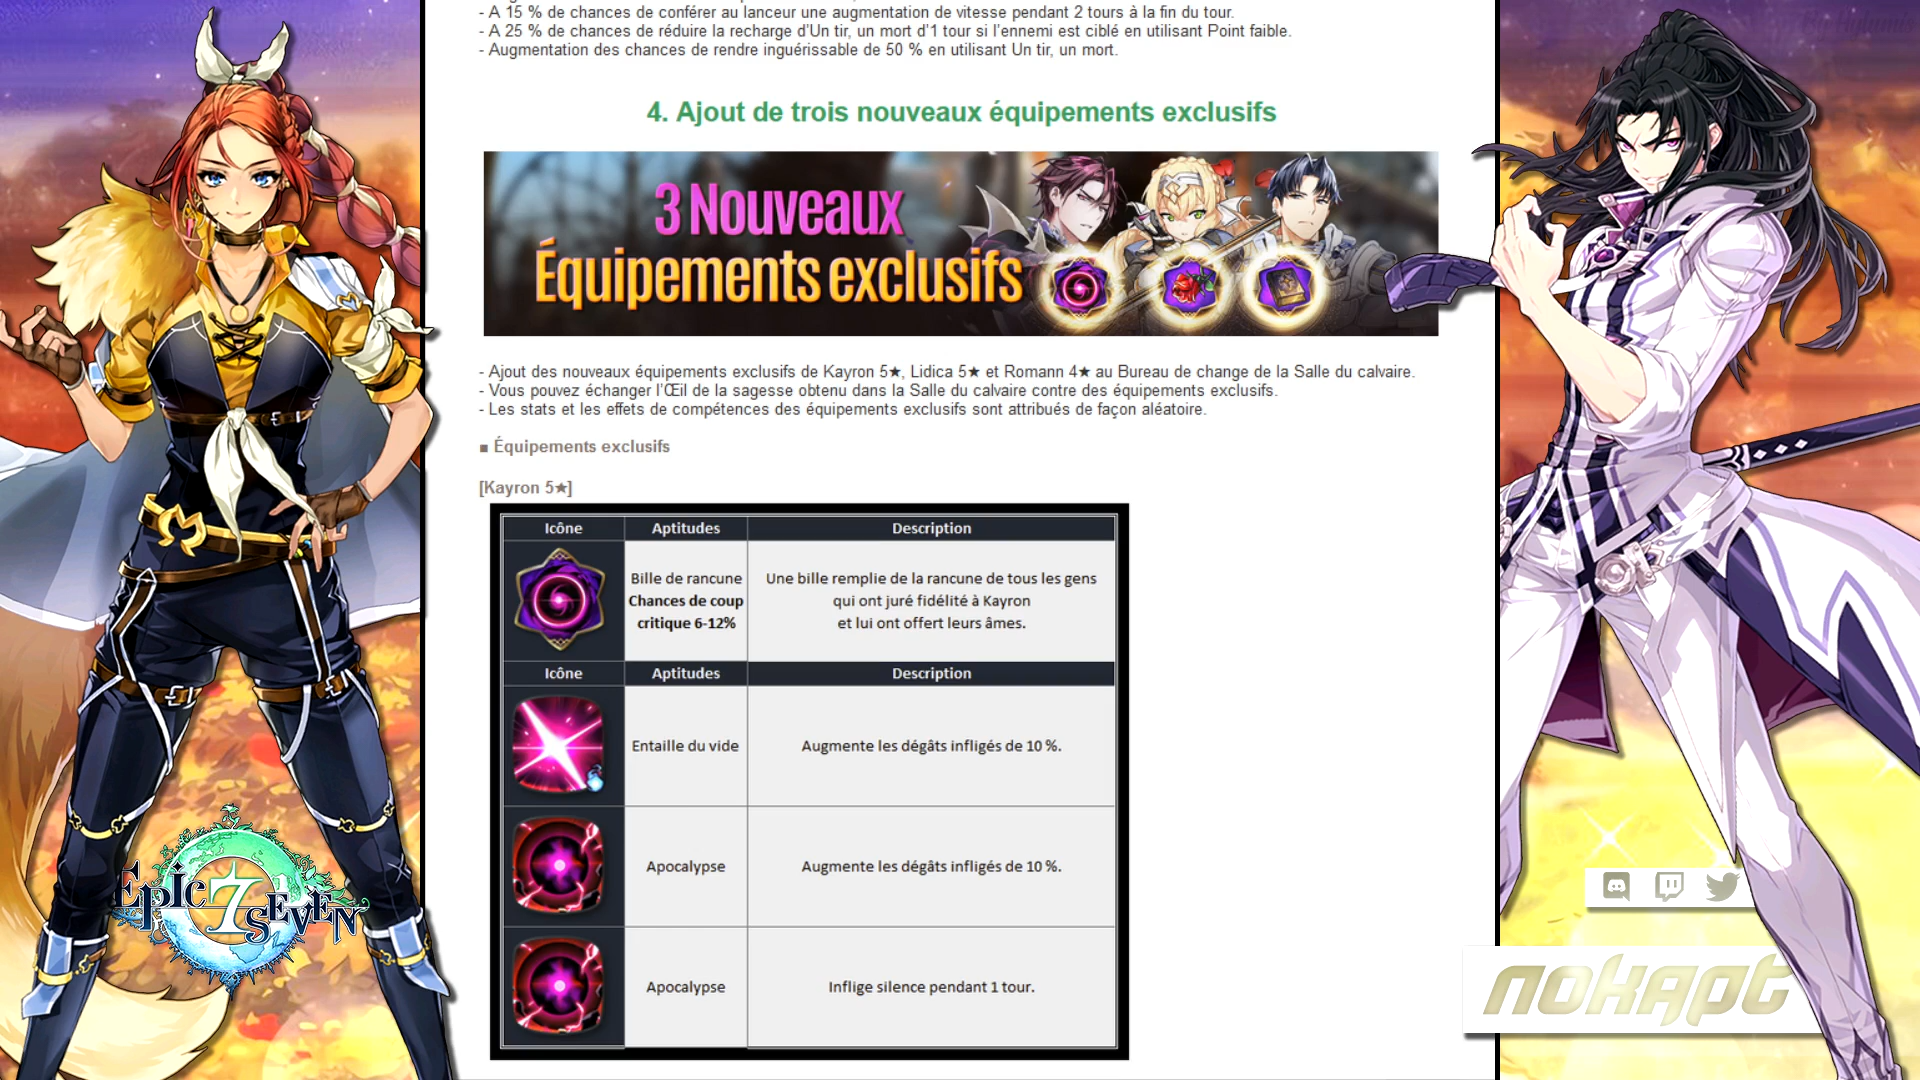 - A 15 % de chances de conférer au lanceur une augmentation de vitesse pendant 2 tours à la fin du tour.
- A 25 % de chances de réduire la recharge d'Un tir, un mort d'1 tour si l'ennemi est ciblé en utilisant Point faible.
- Augmentation des chances de rendre inguérissable de 50 % en utilisant Un tir, un mort.
4. Ajout de trois nouveaux équipements exclusifs
3 Nouveaux
Équipements exclusifs
- Ajout des nouveaux équipements exclusifs de Kayron 5★, Lidica 5★ et Romann 4★ au Bureau de change de la Salle du calvaire.
- Vous pouvez échanger l'Œil de la sagesse obtenu dans la Salle du calvaire contre des équipements exclusifs.
- Les stats et les effets de compétences des équipements exclusifs sont attribués de façon aléatoire.
■ Équipements exclusifs
[Kayron 5★]
Icône Aptitudes Description
Bille de rancune
Chances de coup
critique 6-12%
Une bille remplie de la rancune de tous les gens
qui ont juré fidélité à Kayron
et lui ont offert leurs âmes.
Icône Aptitudes Description
Entaille du vide Augmente les dégâts infligés de 10 %.
Apocalypse Augmente les dégâts infligés de 10 %.
Apocalypse Inflige silence pendant 1 tour.
Epic 7 Seven
nokapt